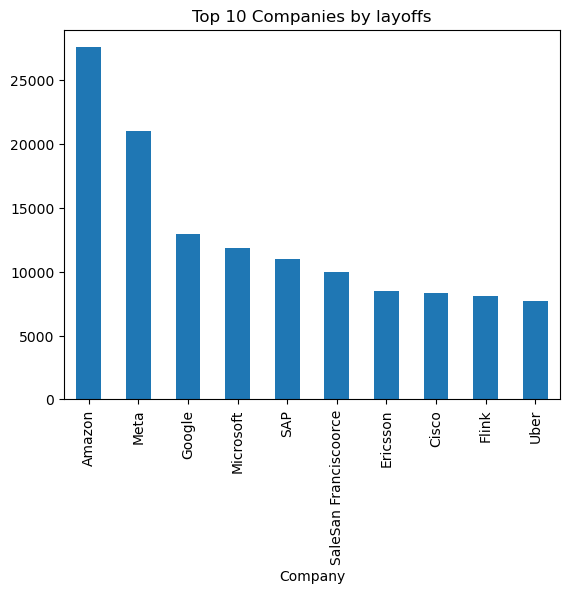 Top 10 Companies by layoffs
25000
20000
15000
10000
5000
0
Amazon
Meta
Google
Microsoft
SAP
SaleSan Franciscoorce
Ericsson
Cisco
Flink
Uber
Company